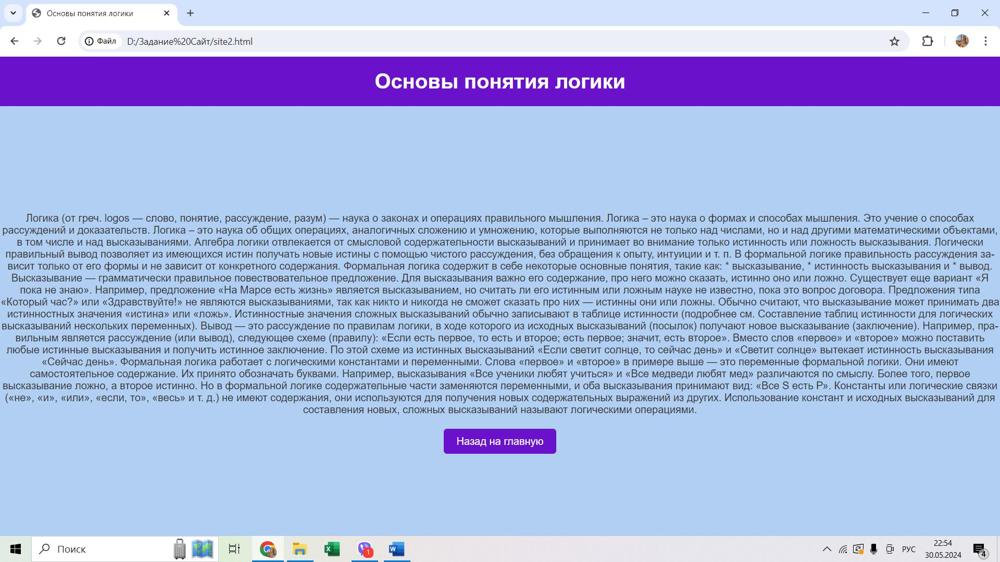 Основы понятия логики
Файл
D:/Задание%20Сайт/site2.html
Основы понятия логики
Логика (от греч. logos — слово, понятие, рассуждение, разум) — наука о законах и операциях правильного мышления. Логика – это наука о формах и способах мышления. Это учение о способах
рассуждений и доказательств. Логика – это наука об общих операциях, аналогичных сложению и умножению, которые выполняются не только над числами, но и над другими математическими объектами,
в том числе и над высказываниями. Алгебра логики отвлекается от смысловой содержательности высказываний и принимает во внимание только истинность или ложность высказывания. Логически
правильный вывод позволяет из имеющихся истин получать новые истины с помощью чистого рассуждения, без обращения к опыту, интуиции и т. п. В формальной логике правильность рассуждения за-
висит только от его формы и не зависит от конкретного содержания. Формальная логика содержит в себе некоторые основные понятия, такие как: * высказывание, * истинность высказывания и * вывод.
Высказывание — грамматически правильное повествовательное предложение. Для высказывания важно его содержание, про него можно сказать, истинно оно или ложно. Существует еще вариант «Я
пока не знаю». Например, предложение «На Марсе есть жизнь» является высказыванием, но считать ли его истинным или ложным науке не известно, пока это вопрос договора. Предложения типа
«Который час?» или «Здравствуйте!» не являются высказываниями, так как никто и никогда не сможет сказать про них — истинны они или ложны. Обычно считают, что высказывание может принимать два
истинностных значения «истина» или «ложь». Истинностные значения сложных высказываний обычно записывают в таблице истинности (подробнее см. Составление таблиц истинности для логических
высказываний нескольких переменных). Вывод — это рассуждение по правилам логики, в ходе которого из исходных высказываний (посылок) получают новое высказывание (заключение). Например, пра-
вильным является рассуждение (или вывод), следующее схеме (правилу): «Если есть первое, то есть и второе; есть первое; значит, есть второе». Вместо слов «первое» и «второе» можно поставить
любые истинные высказывания и получить истинное заключение. По этой схеме из истинных высказываний «Если светит солнце, то сейчас день» и «Светит солнце» вытекает истинность высказывания
«Сейчас день». Формальная логика работает с логическими константами и переменными. Слова «первое» и «второе» в примере выше — это переменные формальной логики. Они имеют
самостоятельное содержание. Их принято обозначать буквами. Например, высказывания «Все ученики любят учиться» и «Все медведи любят мед» различаются по смыслу. Более того, первое
высказывание ложно, а второе истинно. Но в формальной логике содержательные части заменяются переменными, и оба высказывания принимают вид: «Все S есть P». Константы или логические связки
(«не», «и», «или», «если, то», «весь» и т. д.) не имеют содержания, они используются для получения новых содержательных выражений из других. Использование констант и исходных высказываний для
составления новых, сложных высказываний называют логическими операциями.
Назад на главную
Поиск
X
1
W
РУС
22:54
30.05.2024
4